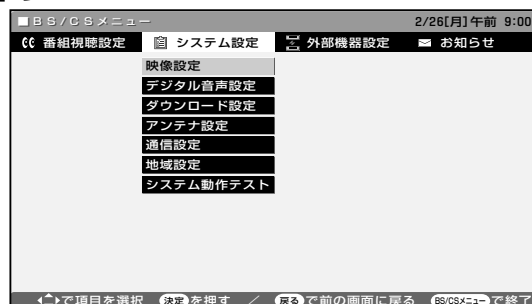 ■BS/CSメニュー 2/26[月]午前 9:00
番組視聴設定 システム設定 外部機器設定 お知らせ
映像設定
デジタル音声設定
ダウンロード設定
アンテナ設定
通信設定
地域設定
システム動作テスト
で項目を選択 決定を押す / 戻るで前の画面に戻る BS/CSメニューで終了